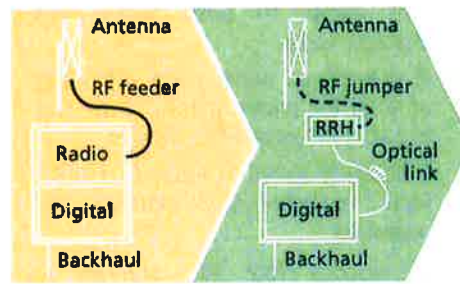 Antenna
RF feeder
Radio
Digital
Backhaul
Antenna
RF jumper
RRH
Optical
link
Digital
Backhaul